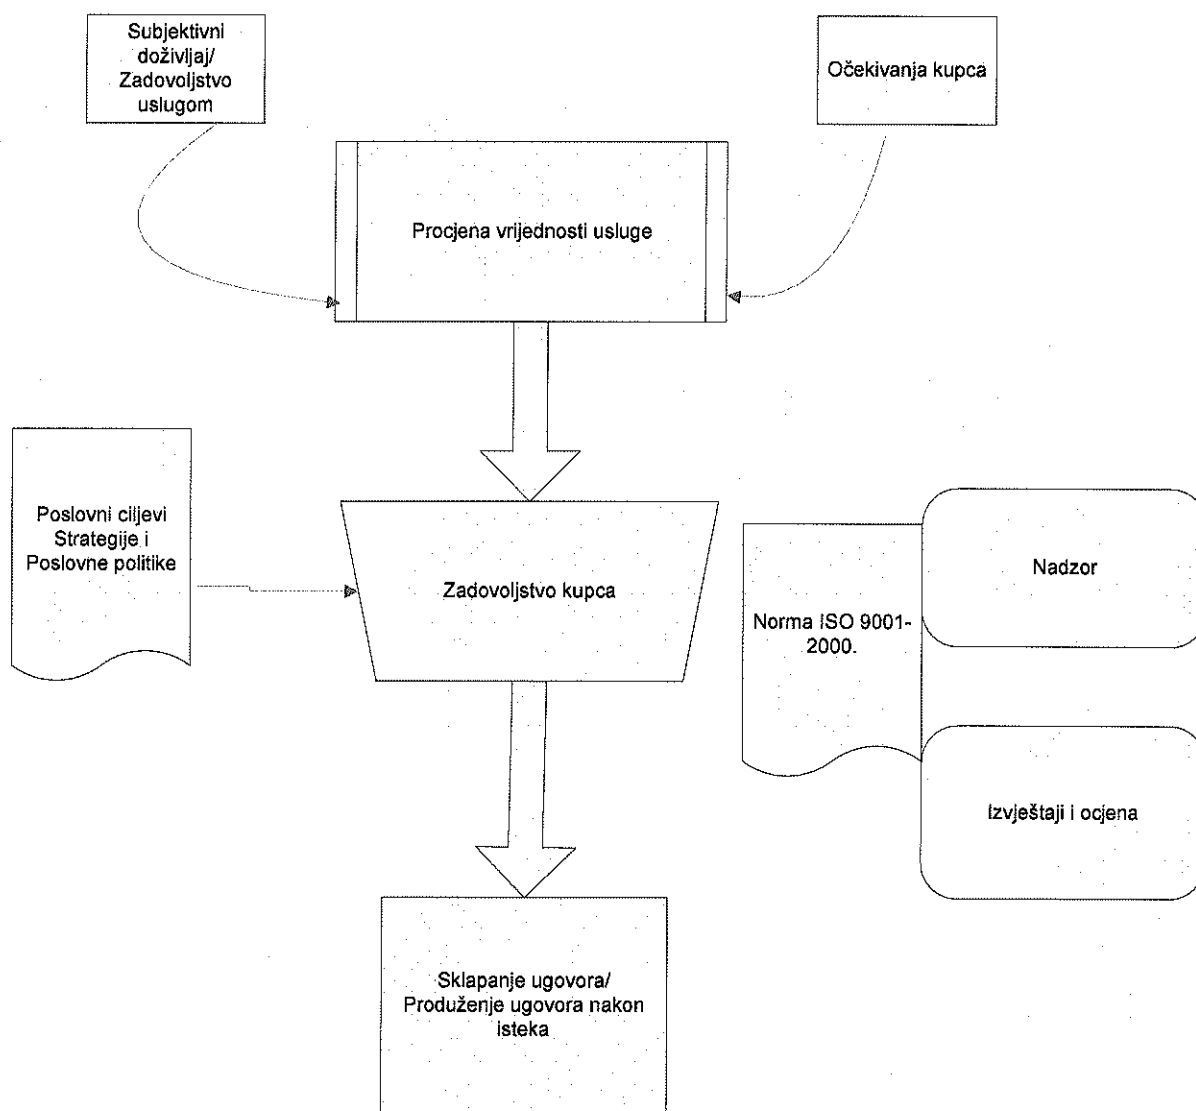 Subjektivni
doživljaj/
Zadovoljstvo
uslugom
Očekivanja kupca
Procjena vrijednosti usluge
Poslovni ciljevi
Strategije i
Poslovne politike
Zadovoljstvo kupca
Norma ISO 9001-
2000.
Nadzor
Izvještaji i ocjena
Sklapanje ugovora/
Produženje ugovora nakon
isteka